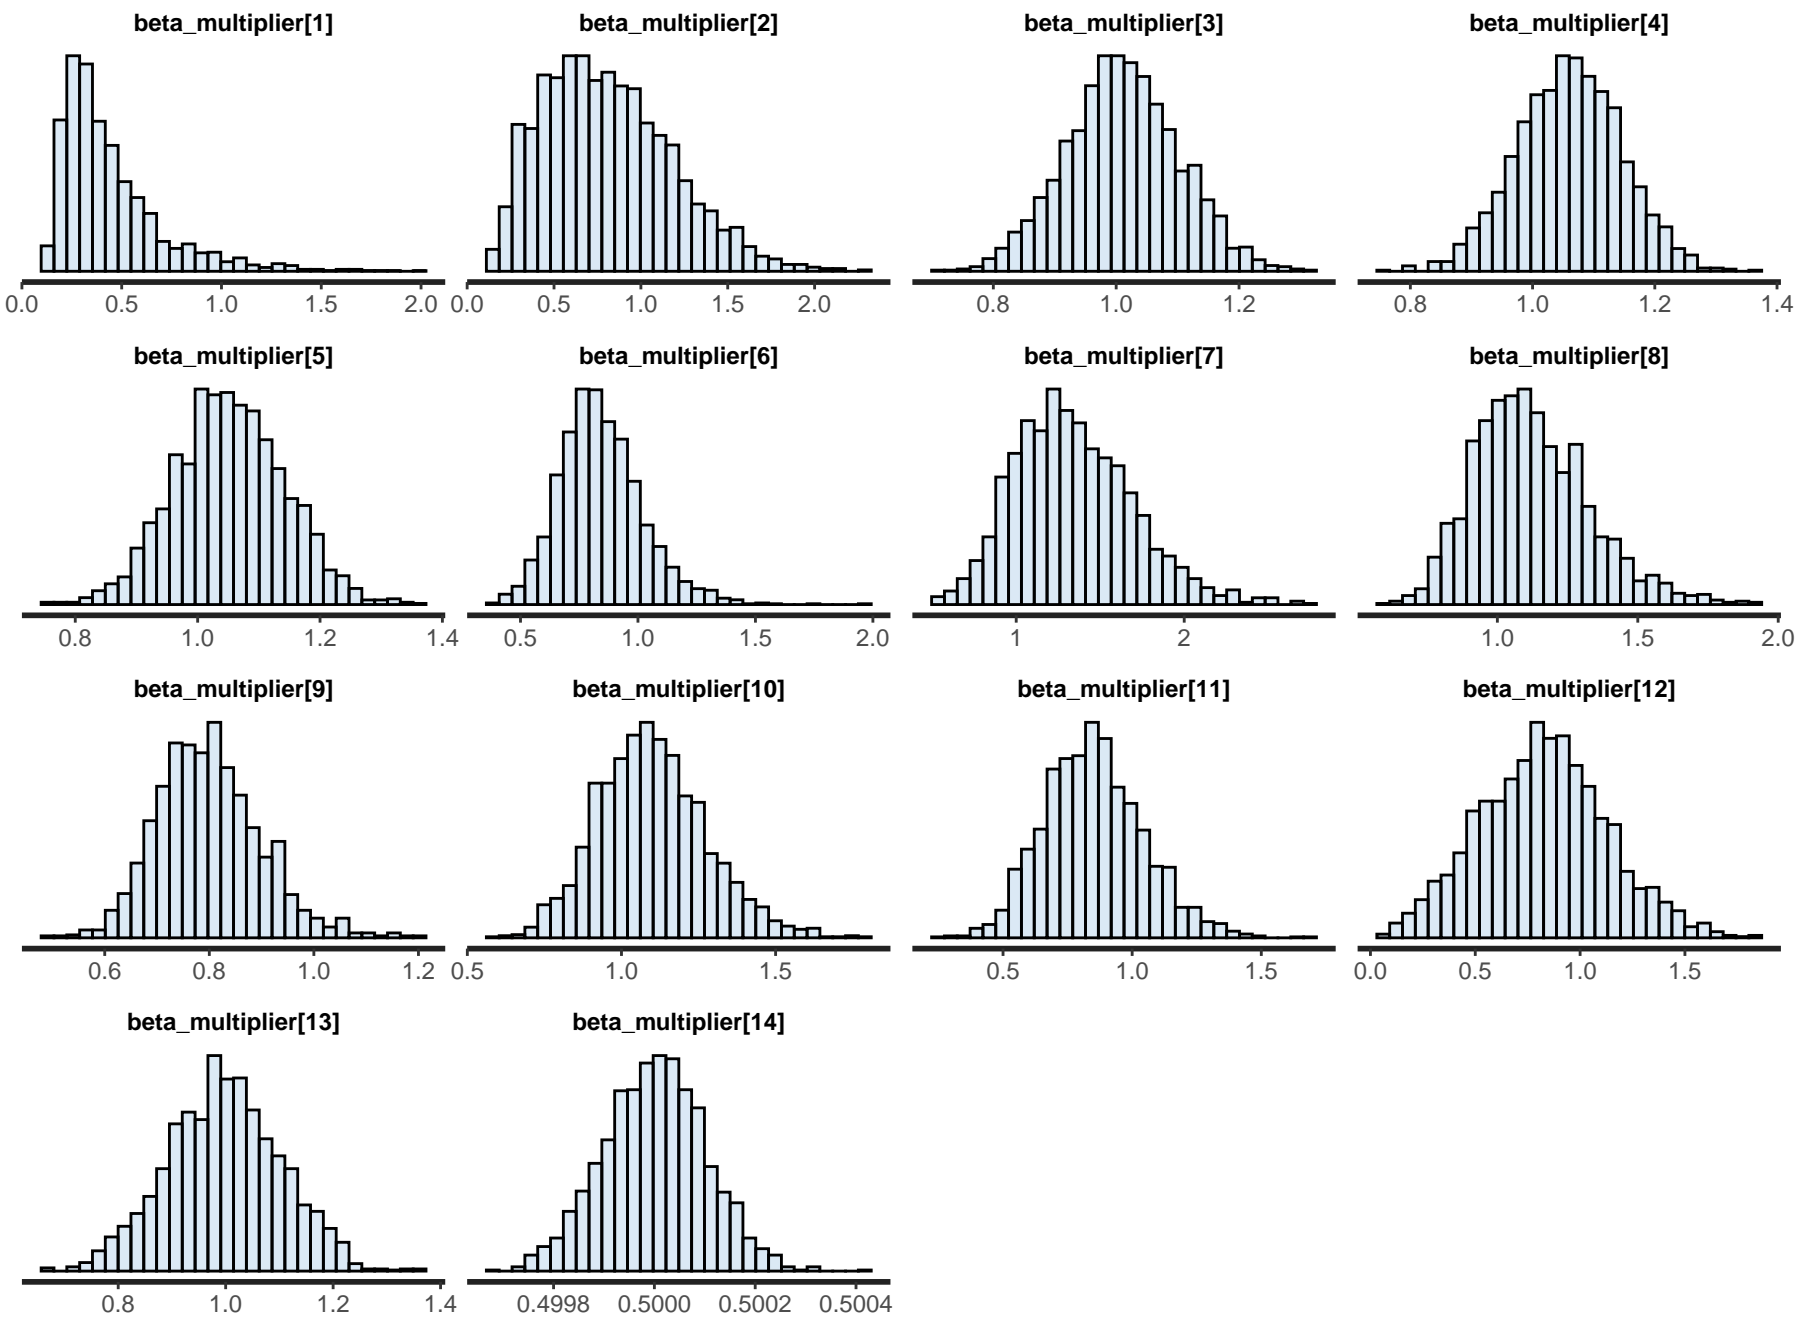 beta_multiplier[1] beta_multiplier[2] beta_multiplier[3] beta_multiplier[4]
0.0 0.5 1.0 1.5 2.0 0.0 0.5 1.0 1.5 2.0 0.8 1.0 1.2 0.8 1.0 1.2 1.4
beta_multiplier[5] beta_multiplier[6] beta_multiplier[7] beta_multiplier[8]
0.8 1.0 1.2 1.4 0.5 1.0 1.5 2.0 1 2 1.0 1.5 2.0
beta_multiplier[9] beta_multiplier[10] beta_multiplier[11] beta_multiplier[12]
0.6 0.8 1.0 1.2 0.5 1.0 1.5 0.5 1.0 1.5 0.0 0.5 1.0 1.5
beta_multiplier[13] beta_multiplier[14]
0.8 1.0 1.2 1.4 0.4998 0.5000 0.5002 0.5004